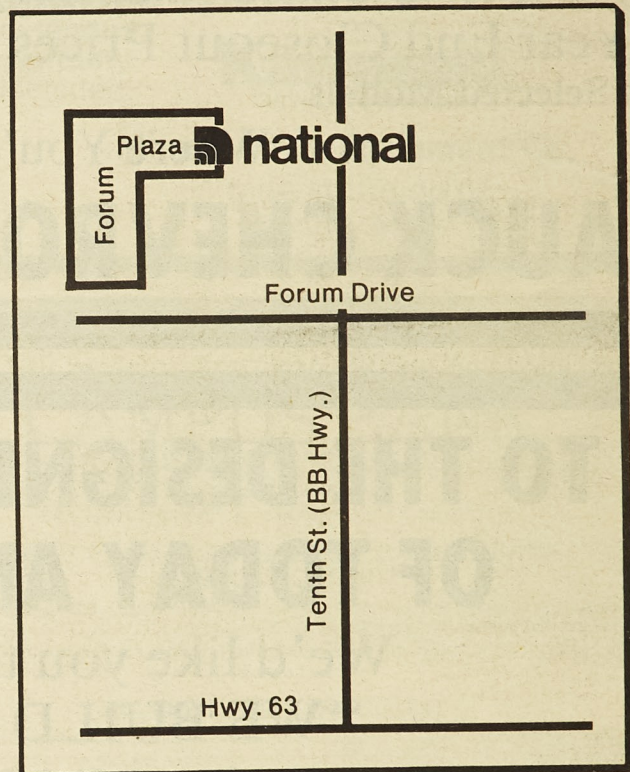 Plaza
national
Forum
Forum Drive
Tenth St. (BB Hwy.)
Hwy. 63